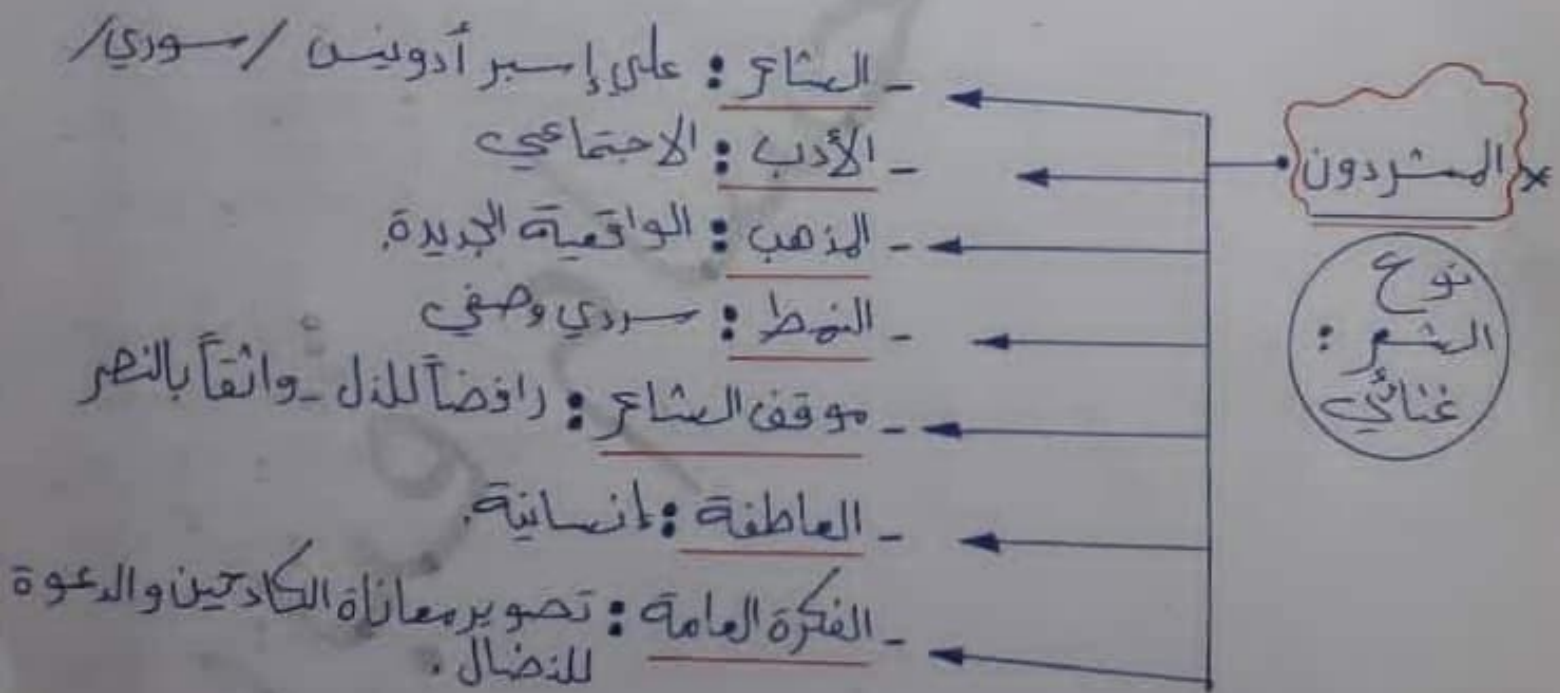 * المشردون
نوع
الشعر :
غنائي
- الشاعر : علي إسبر أدونيس /سوري/
- الأدب : الاجتماعي
- المذهب : الواقعية الجديدة.
- النمط : سردي وصفي
- موقف الشاعر : رافضاً للذل - واثقاً بالنصر
- العاطفة : إنسانية.
- الفكرة العامة : تصوير معاناة الكادحين والدعوة
للنضال .